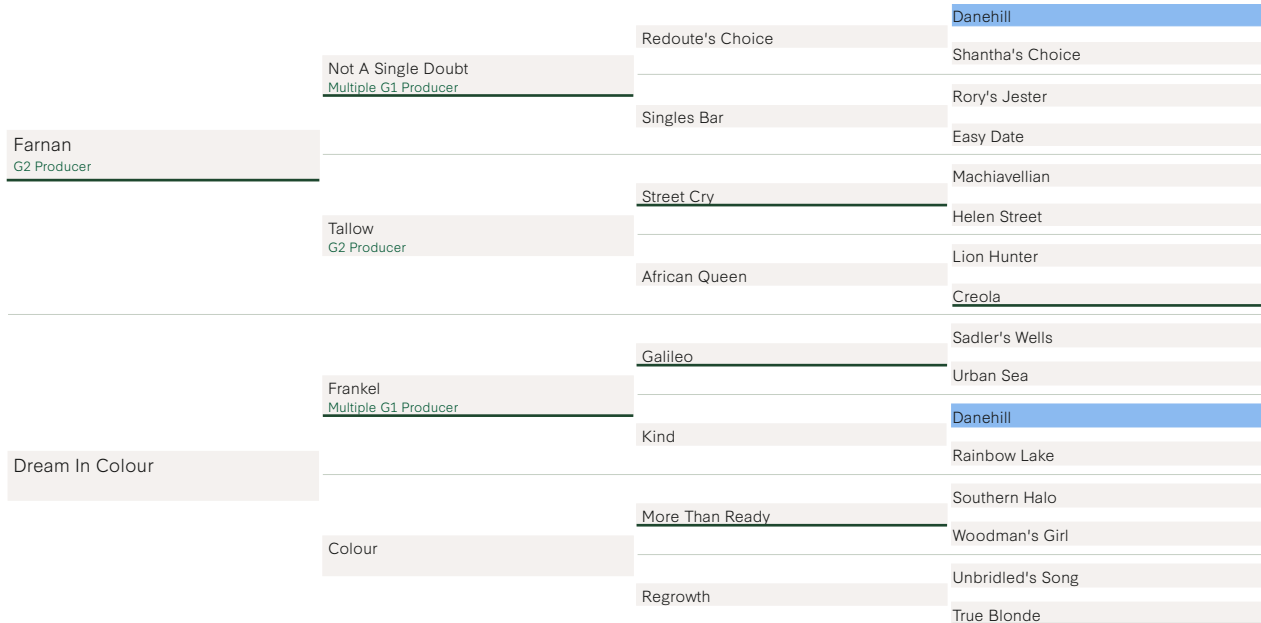 Farnan
G2 Producer
Dream In Colour
Not A Single Doubt
Multiple G1 Producer
Tallow
G2 Producer
Frankel
Multiple G1 Producer
Colour
Redoute's Choice
Singles Bar
Street Cry
African Queen
Galileo
Kind
More Than Ready
Regrowth
Danehill
Shantha's Choice
Rory's Jester
Easy Date
Machiavellian
Helen Street
Lion Hunter
Creola
Sadler's Wells
Urban Sea
Danehill
Rainbow Lake
Southern Halo
Woodman's Girl
Unbridled's Song
True Blonde